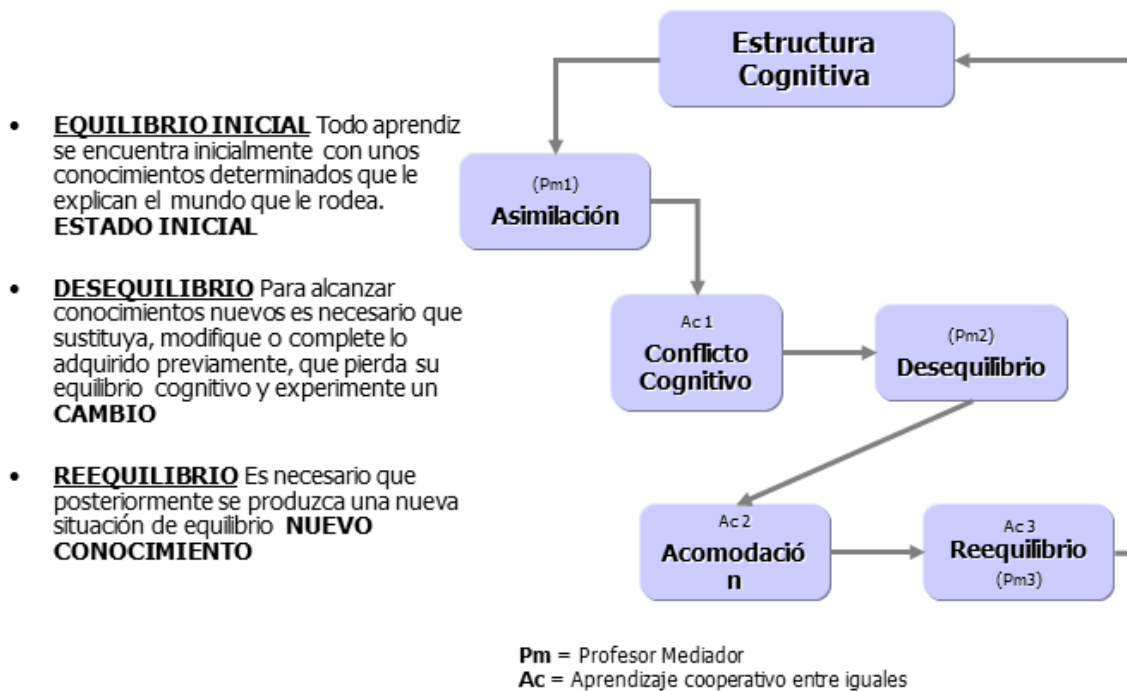 Estructura
Cognitiva
• EQUILIBRIO INICIAL Todo aprendiz
se encuentra inicialmente con unos
conocimientos determinados que le
explican el mundo que le rodea.
ESTADO INICIAL
• DESEQUILIBRIO Para alcanzar
conocimientos nuevos es necesario que
sustituya, modifique o complete lo
adquirido previamente, que pierda su
equilibrio cognitivo y experimente un
CAMBIO
• REEQUILIBRIO Es necesario que
posteriormente se produzca una nueva
situación de equilibrio NUEVO
CONOCIMIENTO
(Pm1)
Asimilación
Ac 1
Conflicto
Cognitivo
(Pm2)
Desequilibrio
Ac 2
Acomodació
n
Ac 3
Reequilibrio
(Pm3)
Pm = Profesor Mediador
Ac = Aprendizaje cooperativo entre iguales